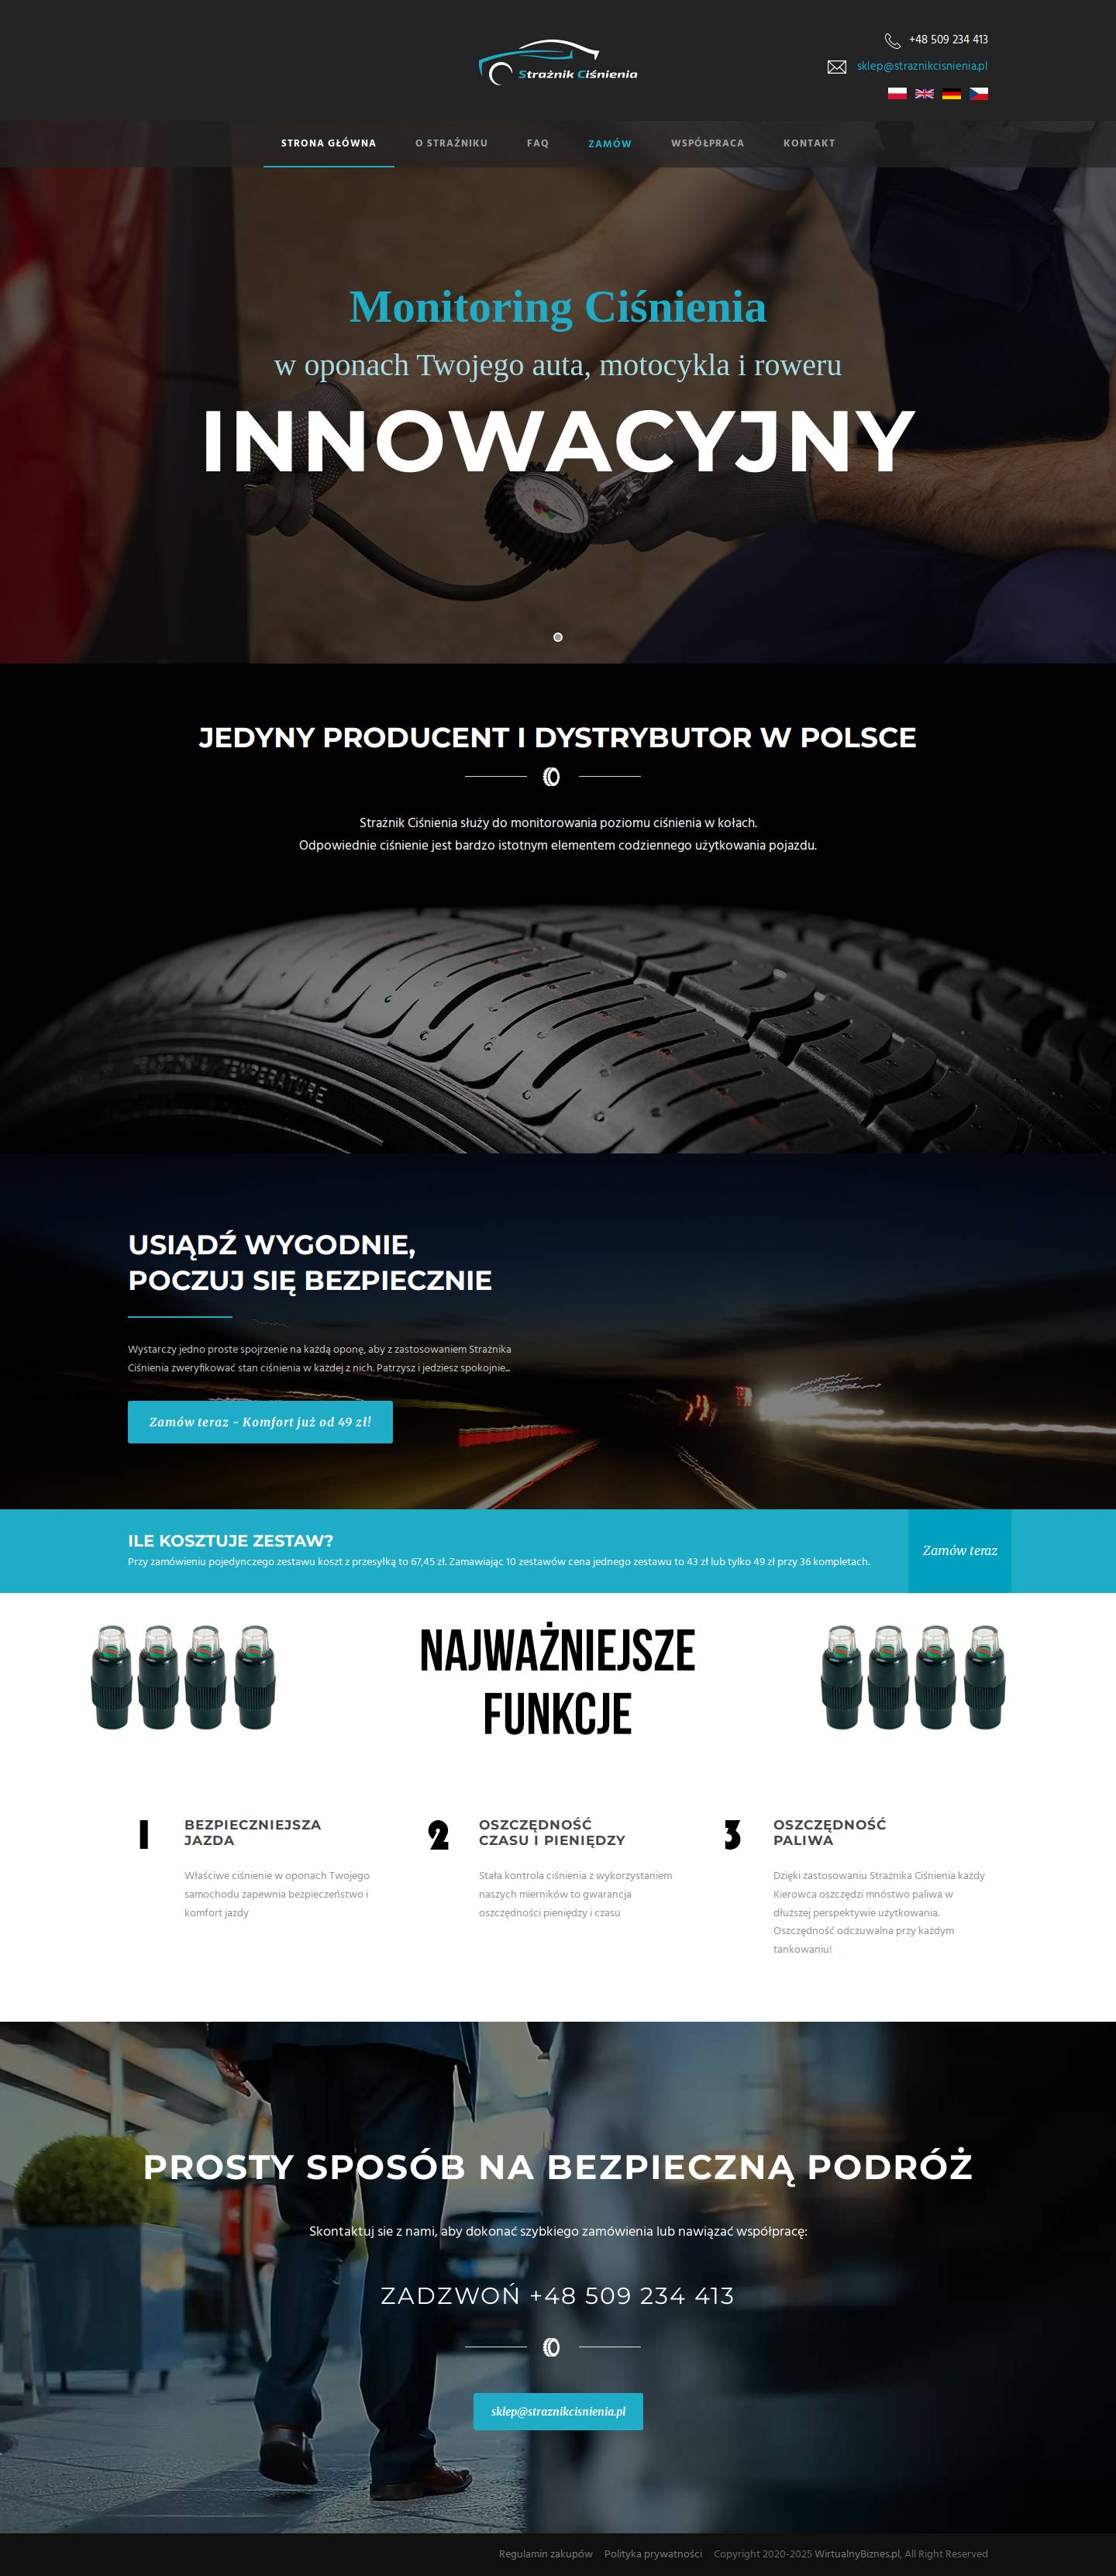 +48 509 234 413
Strażnik Ciśnienia
sklep@straznikcisnienia.pl
STRONA GŁÓWNA O STRAŻNIKU FAQ ZAMÓW WSPÓŁPRACA KONTAKT
Monitoring Ciśnienia
w oponach Twojego auta, motocykla i roweru
INNOWACYJNY
JEDYNY PRODUCENT I DYSTRYBUTOR W POLSCE
Strażnik Ciśnienia służy do monitorowania poziomu ciśnienia w kołach.
Odpowiednie ciśnienie jest bardzo istotnym elementem codziennego użytkowania pojazdu.
TEMPERATURE
USIĄDŹ WYGODNIE,
POCZUJ SIĘ BEZPIECZNIE
Wystarczy jedno proste spojrzenie na każdą oponę, aby z zastosowaniem Strażnika
Ciśnienia zweryfikować stan ciśnienia w każdej z nich. Patrzysz i jedziesz spokojnie...
Zamów teraz - Komfort już od 49 zł!
ILE KOSZTUJE ZESTAW?
Przy zamówieniu pojedynczego zestawu koszt z przesyłką to 67,45 zł. Zamawiając 10 zestawów cena jednego zestawu to 43 zł lub tylko 49 zł przy 36 kompletach.
Zamów teraz
NAJWAŻNIEJSZE
FUNKCJE
1
BEZPIECZNIEJSZA
JAZDA
Właściwe ciśnienie w oponach Twojego
samochodu zapewnia bezpieczeństwo i
komfort jazdy
2
OSZCZĘDNOŚĆ
CZASU I PIENIĘDZY
Stała kontrola ciśnienia z wykorzystaniem
naszych mierników to gwarancja
oszczędności pieniędzy i czasu
3
OSZCZĘDNOŚĆ
PALIWA
Dzięki zastosowaniu Strażnika Ciśnienia każdy
Kierowca oszczędzi mnóstwo paliwa w
dłuższej perspektywie użytkowania.
Oszczędność odczuwalna przy każdym
tankowaniu!
PROSTY SPOSÓB NA BEZPIECZNĄ PODRÓŻ
Skontaktuj sie z nami, aby dokonać szybkiego zamówienia lub nawiązać współpracę:
ZADZWOŃ +48 509 234 413
sklep@straznikcisnienia.pl
Regulamin zakupów Polityka prywatności Copyright 2020-2025 WirtualnyBiznes.pl, All Right Reserved